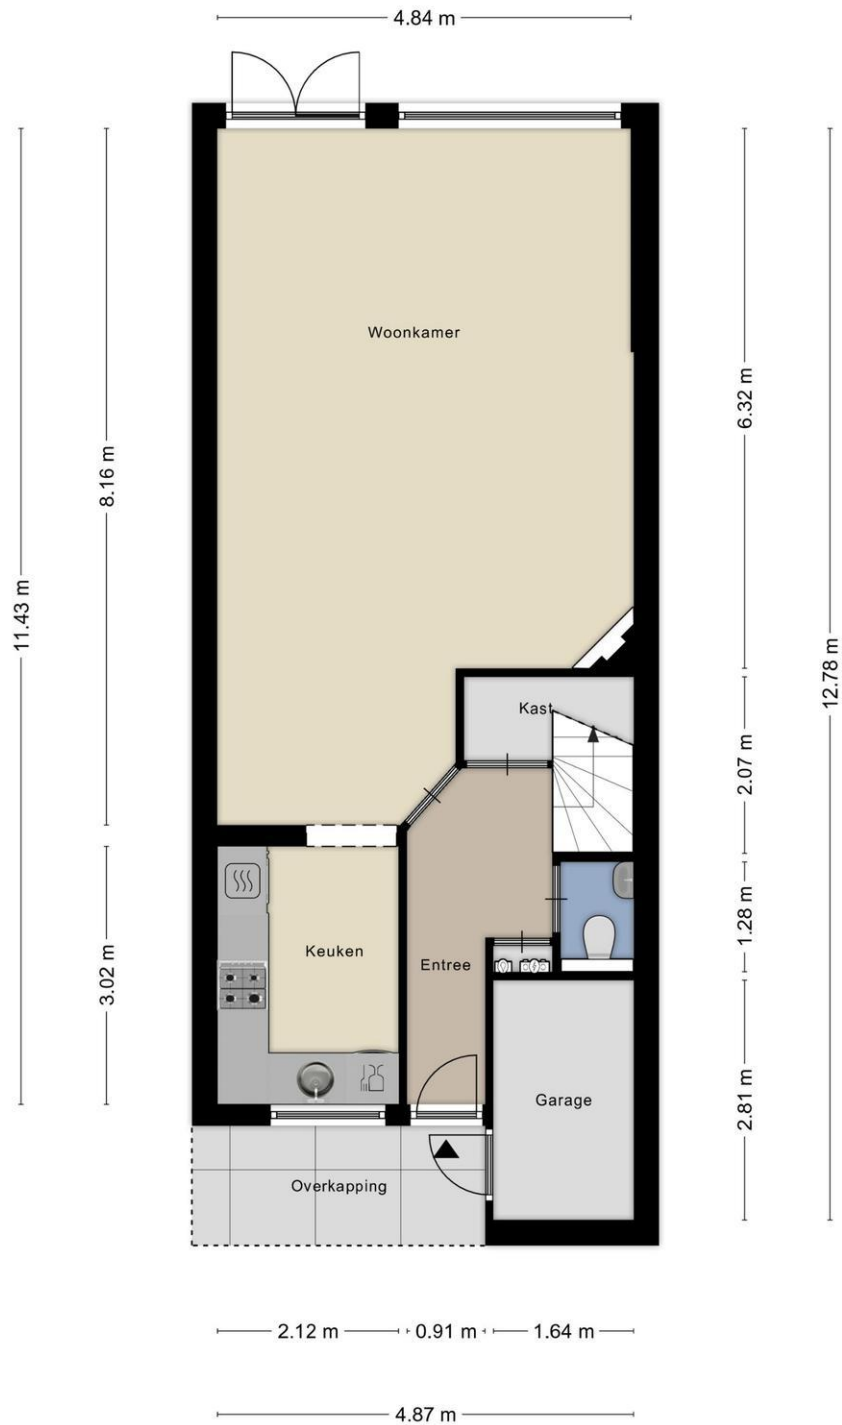 4.84 m
Woonkamer
6.32 m
8.16 m
11.43 m
12.78 m
Kast
2.07 m
1.28 m
Keuken
Entree
3.02 m
Garage
2.81 m
Overkapping
2.12 m
0.91 m
1.64 m
4.87 m